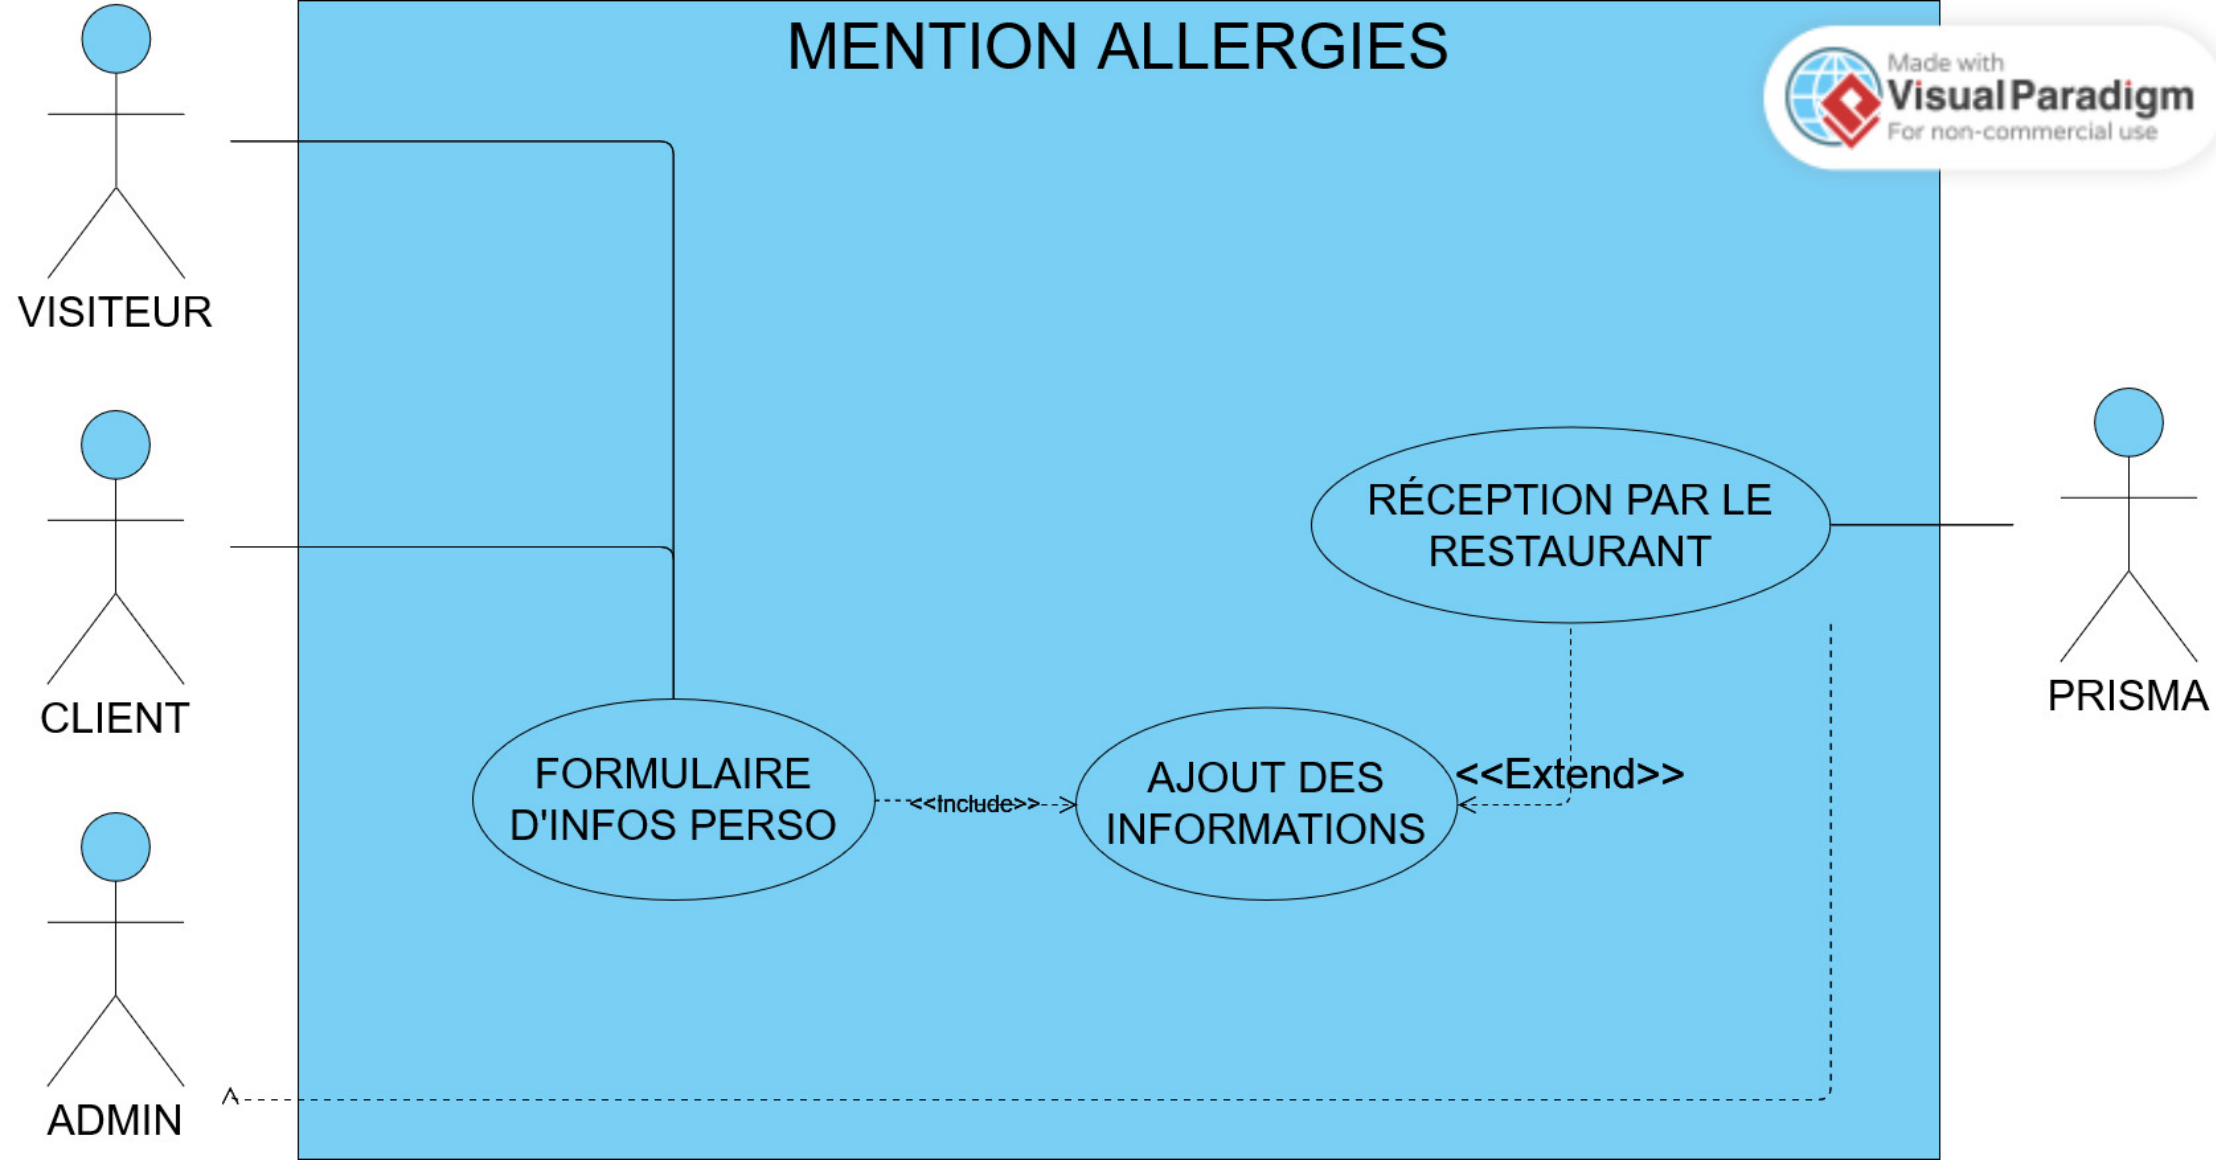 MENTION ALLERGIES
Made with
Visual Paradigm
For non-commercial use
VISITEUR
CLIENT
ADMIN
PRISMA
RÉCEPTION PAR LE
RESTAURANT
FORMULAIRE
D'INFOS PERSO
<<Include>>
AJOUT DES
INFORMATIONS
<<Extend>>